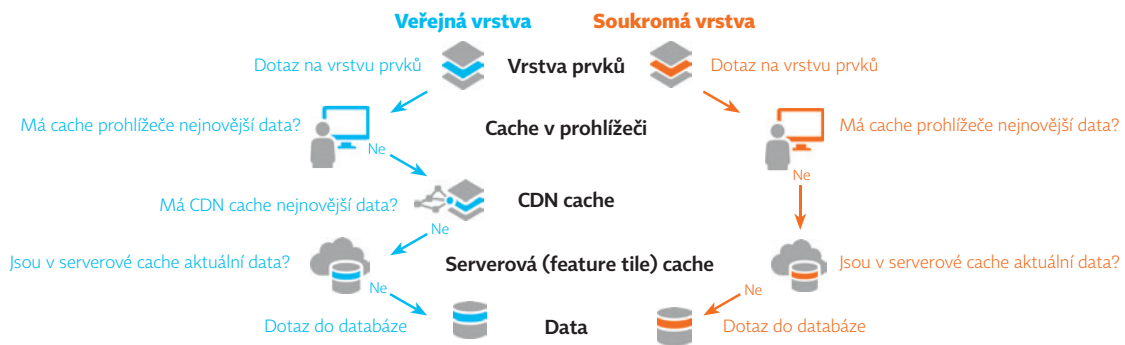 Veřejná vrstva
Soukromá vrstva
Dotaz na vrstvu prvků
Vrstva prvků
Dotaz na vrstvu prvků
Má cache prohlížeče nejnovější data?
Cache v prohlížeči
Má cache prohlížeče nejnovější data?
Ne
Ne
Má CDN cache nejnovější data?
CDN cache
Ne
Jsou v serverové cache aktuální data?
Serverová (feature tile) cache
Jsou v serverové cache aktuální data?
Ne
Ne
Dotaz do databáze
Data
Dotaz do databáze